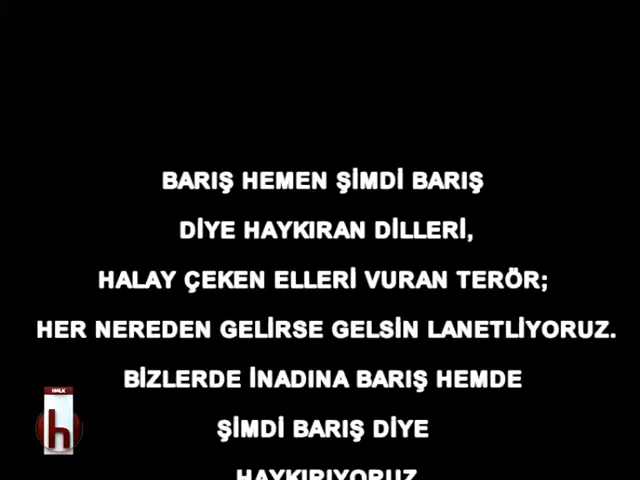 BARIŞ HEMEN ŞİMDİ BARIŞ
DİYE HAYKIRAN DİLLERİ,
HALAY ÇEKEN ELLERİ VURAN TERÖR;
HER NEREDEN GELİRSE GELSİN LANETLİYORUZ.
BİZLERDE İNADINA BARIŞ HEMDE
HALK
h
ŞİMDİ BARIŞ DİYE
HAYKIRIYORUZ